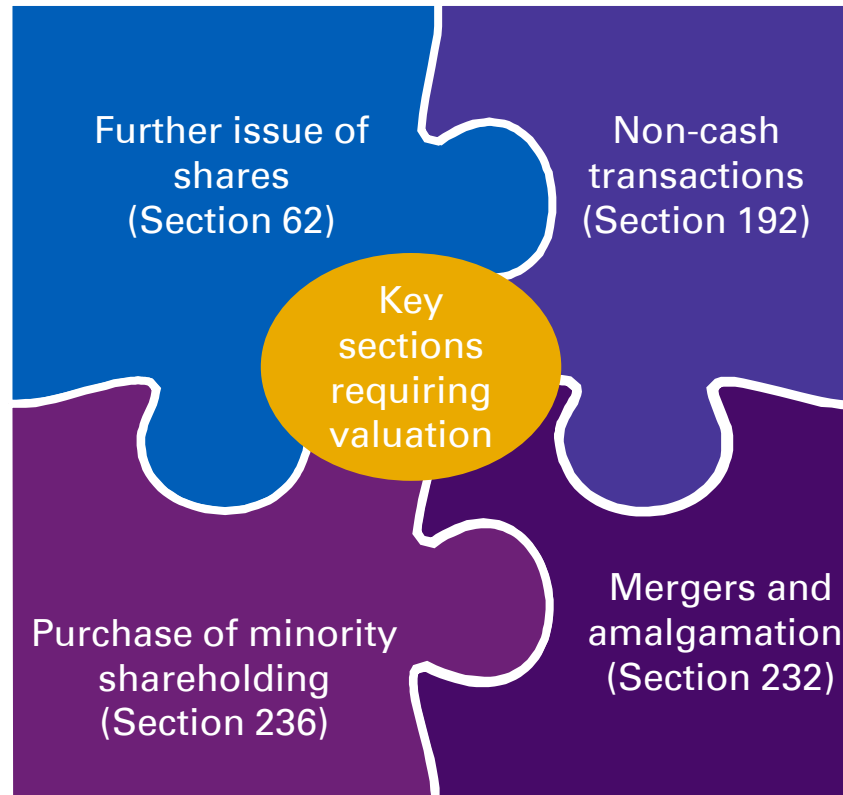 Further issue of
shares
(Section 62)
Non-cash
transactions
(Section 192)
Key
sections
requiring
valuation
Purchase of minority
shareholding
(Section 236)
Mergers and
amalgamation
(Section 232)